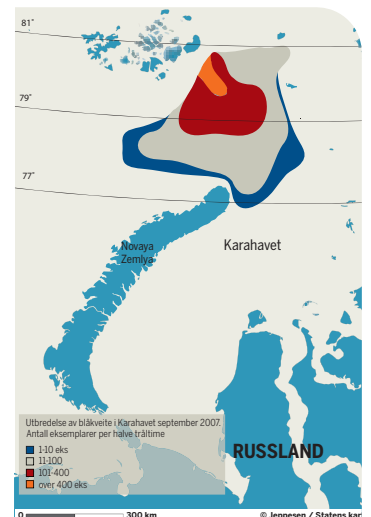 81°
79°
77°
Novaya
Zemlya
Karahavet
Utbredelse av blåkveite i Karahavet september 2007.
Antall eksemplarer per halve tråltime
1-10 eks
11-100
101-400
over 400 eks
RUSSLAND
0 300 km
© Jeppesen / Statens kar